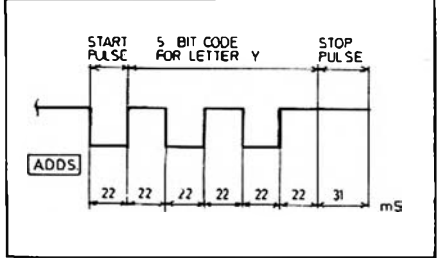 START 5 BIT CODE STOP
PULSE FOR LETTER Y PULSE
ADDS.
22 22 22 22 22 22 31
mS